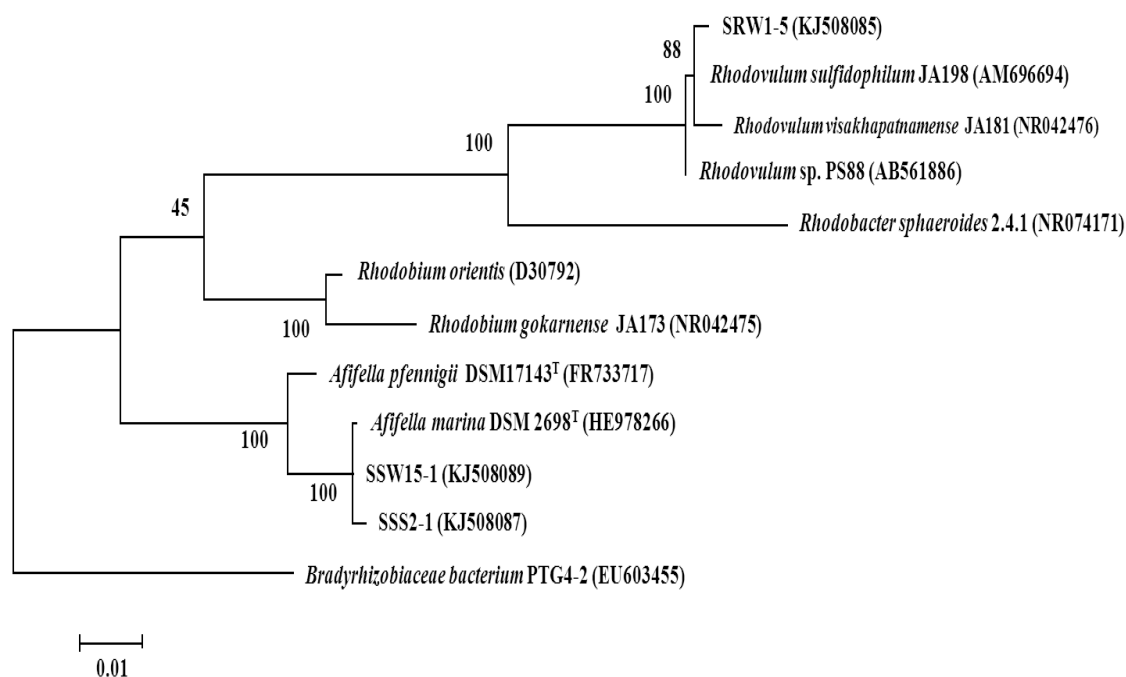 SRW1-5 (KJ508085)
88
Rhodovulum sulfidophilum JA198 (AM696694)
100
Rhodovulum visakhapatnamense JA181 (NR042476)
100
Rhodovulum sp. PS88 (AB561886)
45
Rhodobacter sphaeroides 2.4.1 (NR074171)
Rhodobium orientis (D30792)
100
Rhodobium gokarnense JA173 (NR042475)
Afifella pfennigii DSM17143ᵀ (FR733717)
Afifella marina DSM 2698ᵀ (HE978266)
100
SSW15-1 (KJ508089)
100
SSS2-1 (KJ508087)
Bradyrhizobiaceae bacterium PTG4-2 (EU603455)
0.01